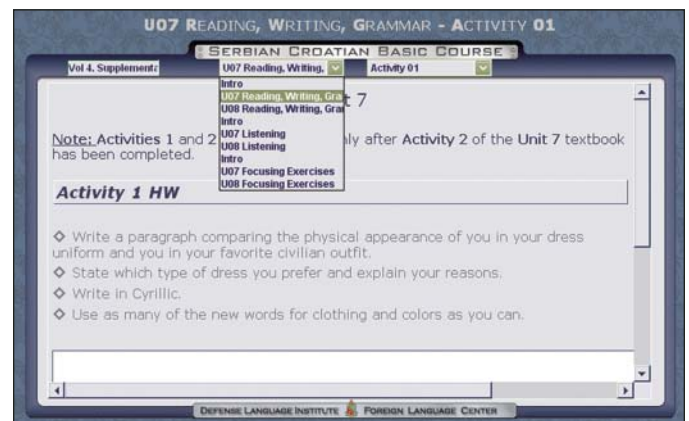 U07 READING, WRITING, GRAMMAR - ACTIVITY 01
SERBIAN CROATIAN BASIC COURSE
Vol 4. Supplementa
U07 Reading, Writing,
Activity 01
Intro
U07 Reading, Writing, Gra
U08 Reading, Writing, Gra
Intro
U07 Listening
U08 Listening
Intro
U07 Focusing Exercises
U08 Focusing Exercises
t 7
Note: Activities 1 and 2 ly after Activity 2 of the Unit 7 textbook
has been completed.
Activity 1 HW
◇ Write a paragraph comparing the physical appearance of you in your dress
uniform and you in your favorite civilian outfit.
◇ State which type of dress you prefer and explain your reasons.
◇ Write in Cyrillic.
◇ Use as many of the new words for clothing and colors as you can.
DEFENSE LANGUAGE INSTITUTE FOREIGN LANGUAGE CENTER